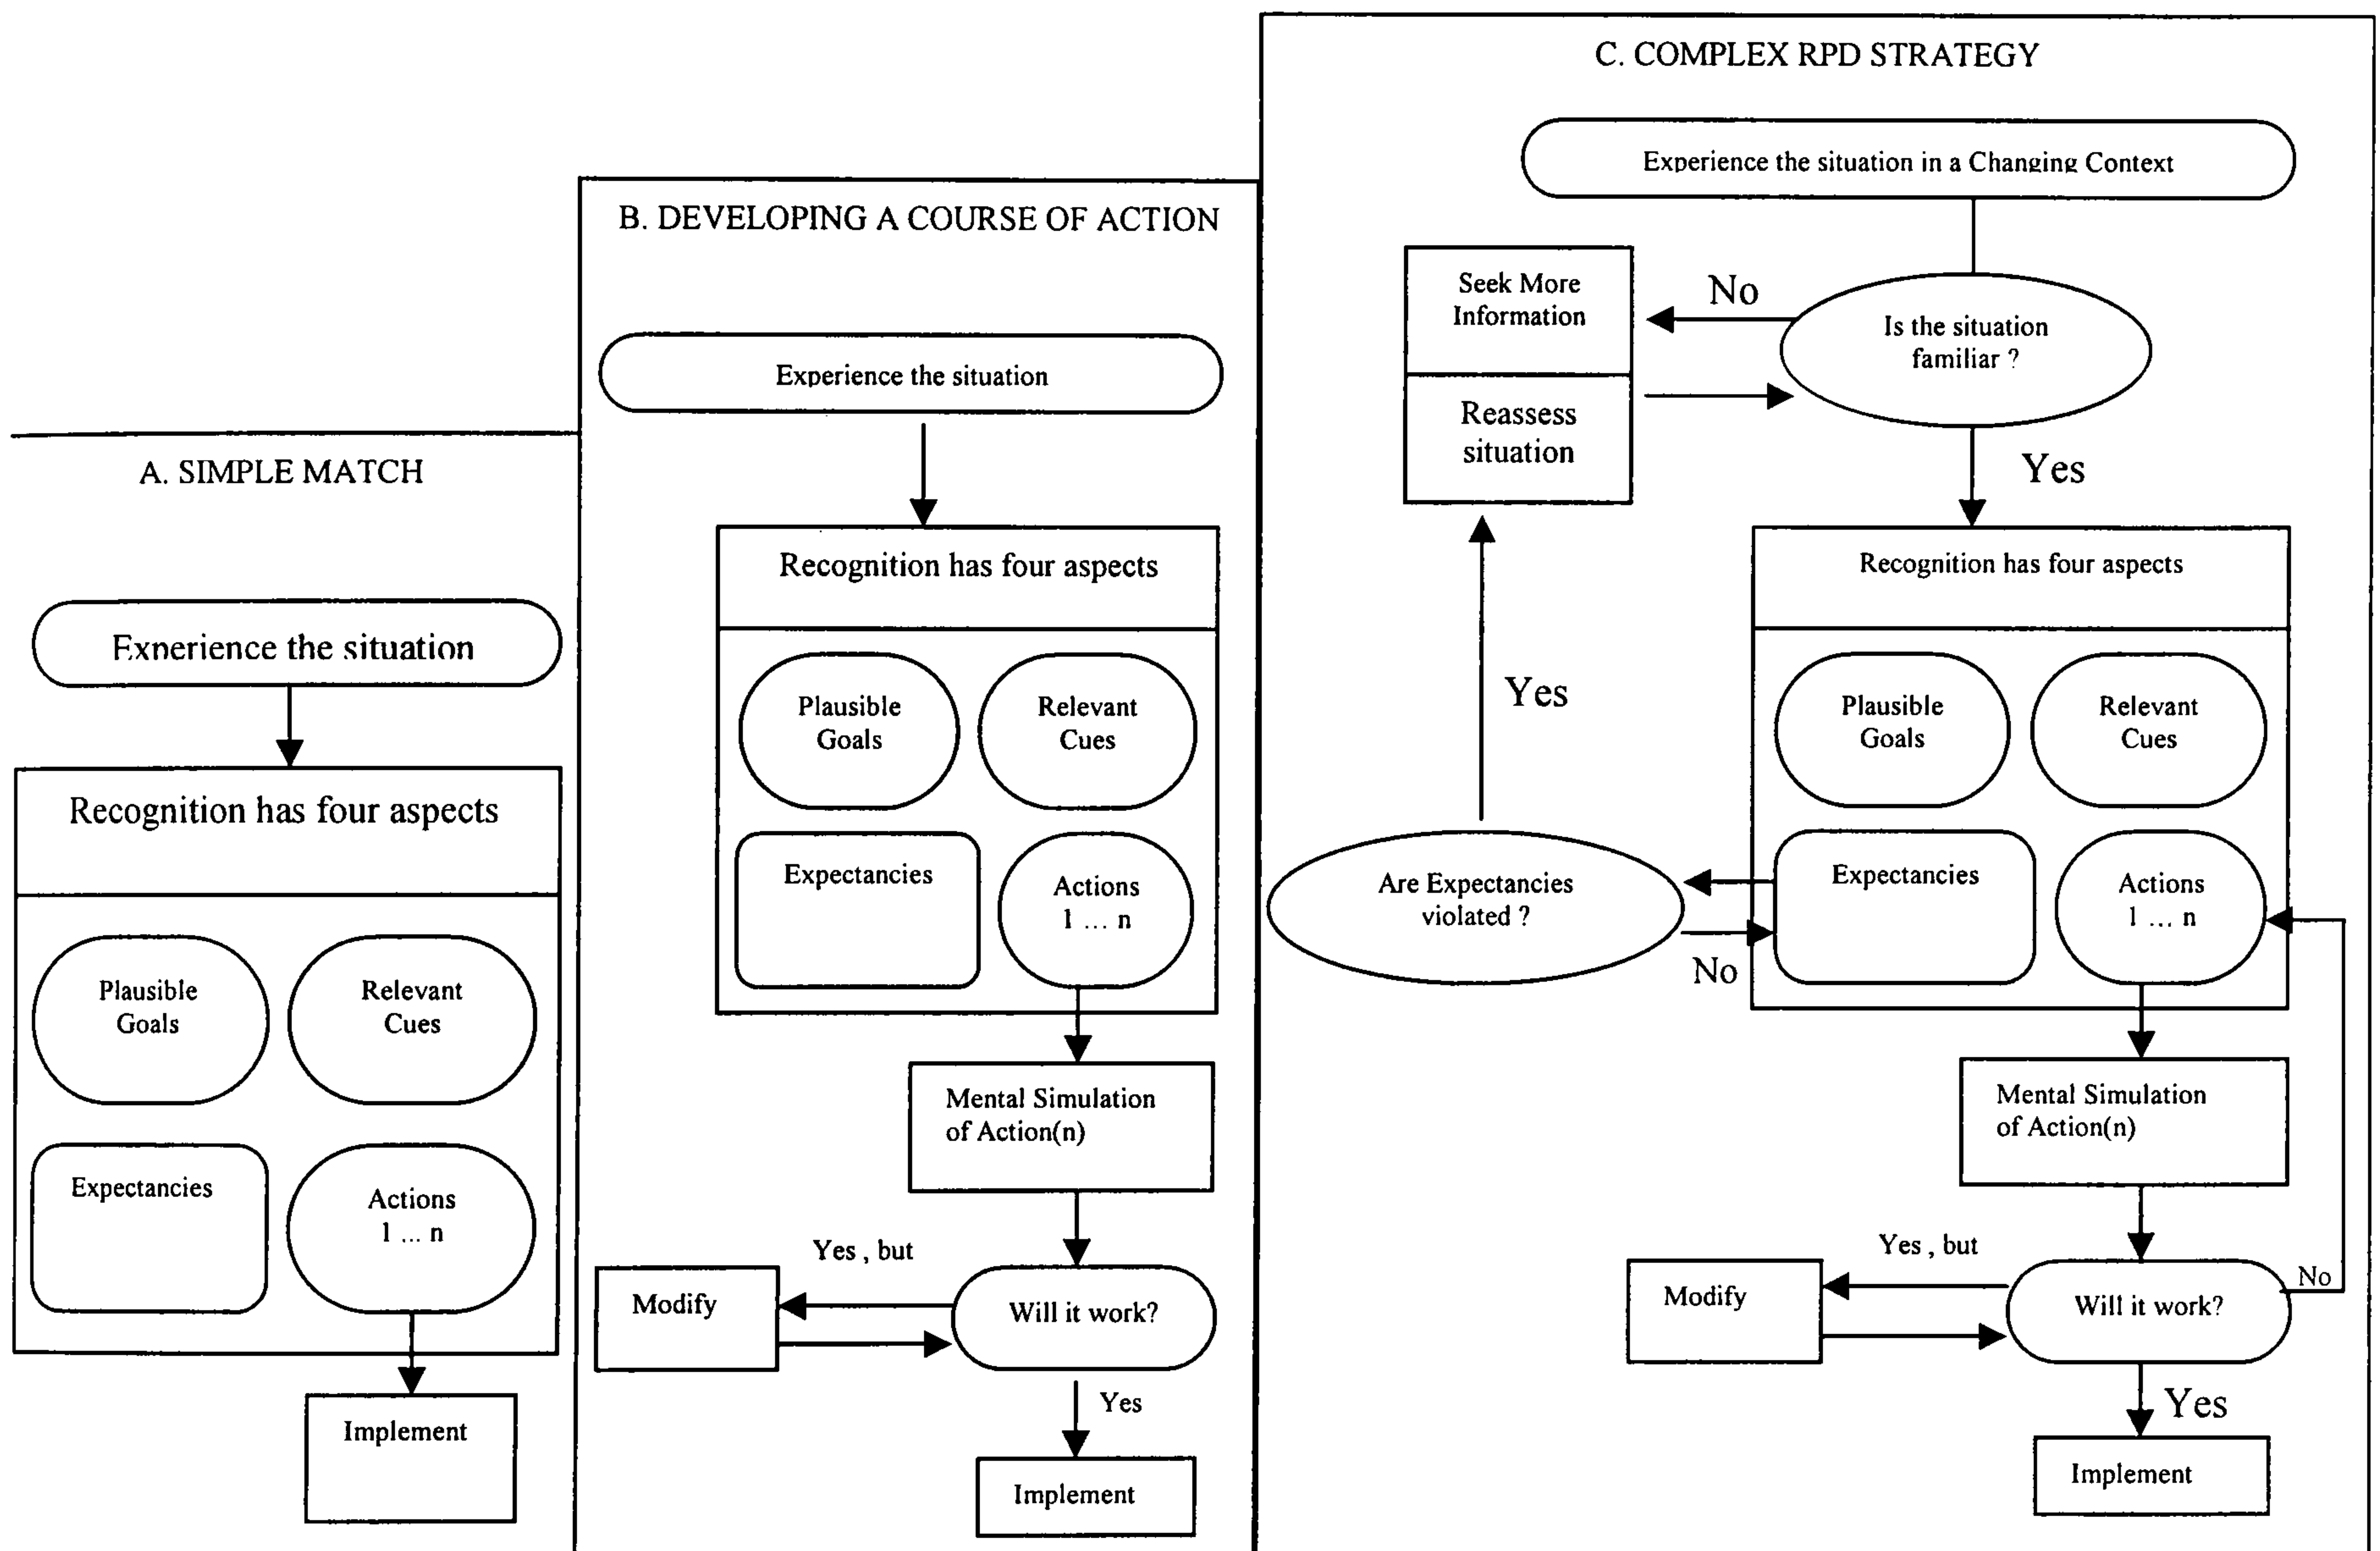 A. SIMPLE MATCH
Experience the situation
Recognition has four aspects
Plausible
Goals
Relevant
Cues
Expectancies
Actions
1 ... n
Implement
B. DEVELOPING A COURSE OF ACTION
Experience the situation
Recognition has four aspects
Plausible
Goals
Relevant
Cues
Expectancies
Actions
1 ... n
Mental Simulation
of Action(n)
Yes , but
Modify
Will it work?
Yes
Implement
C. COMPLEX RPD STRATEGY
Experience the situation in a Changing Context
Seek More
Information
No
Is the situation
familiar ?
Reassess
situation
Yes
Recognition has four aspects
Yes
Plausible
Goals
Relevant
Cues
Are Expectancies
violated ?
No
Expectancies
Actions
1 ... n
Mental Simulation
of Action(n)
Yes , but
Modify
Will it work?
No
Yes
Implement